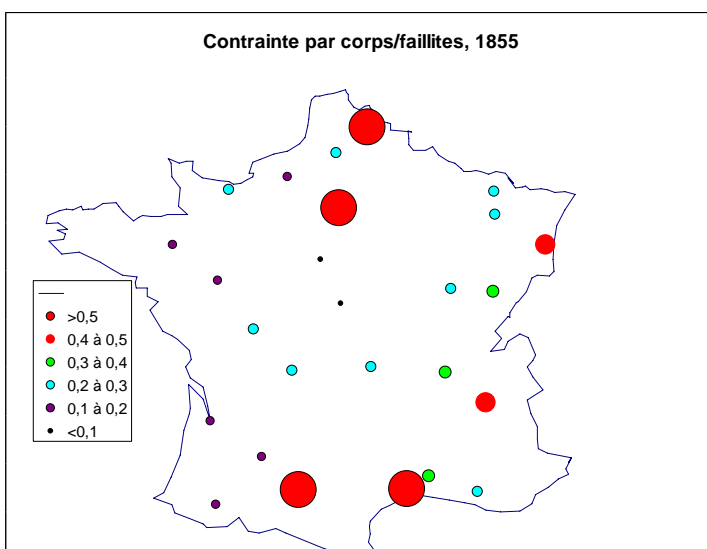 Contrainte par corps/faillites, 1855
>0,5
0,4 à 0,5
0,3 à 0,4
0,2 à 0,3
0,1 à 0,2
<0,1